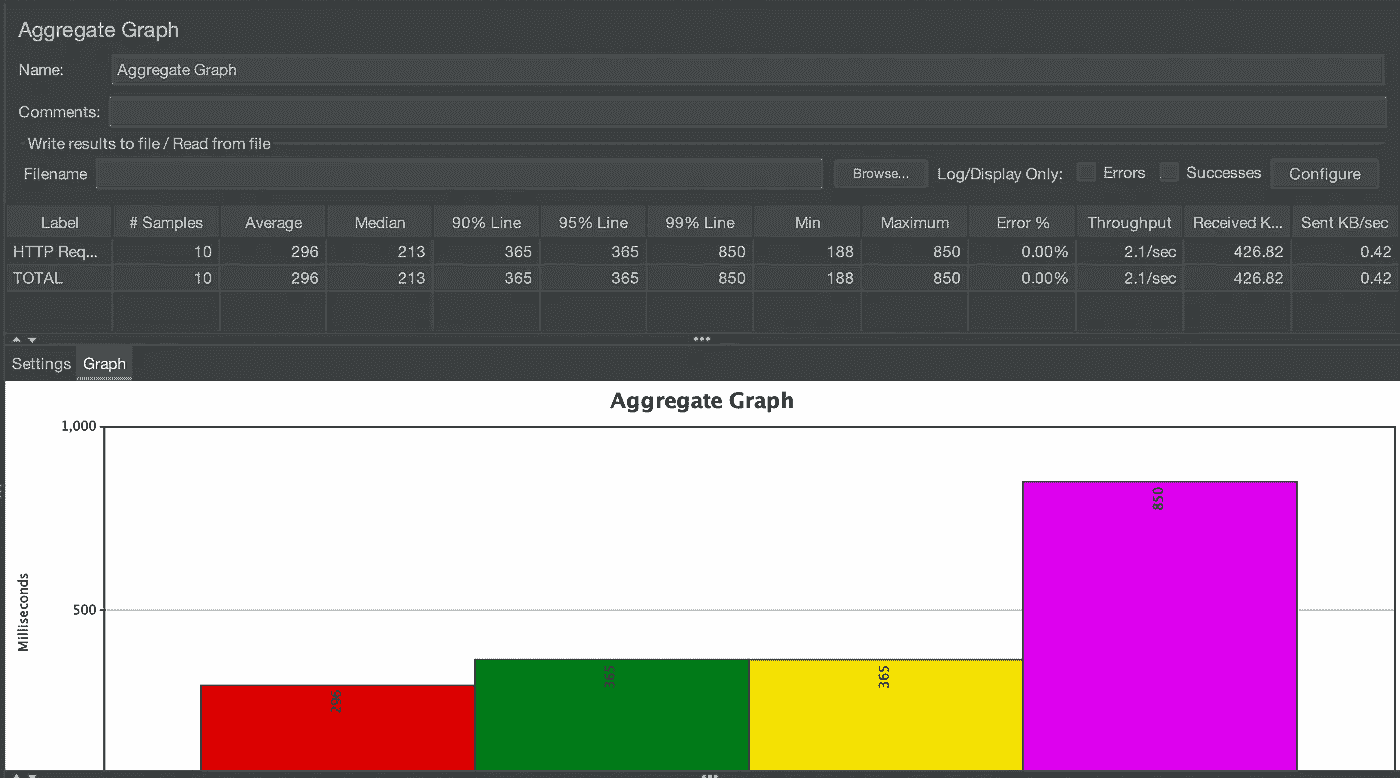 Aggregate Graph
Name: Aggregate Graph
Comments:
Write results to file / Read from file
Filename Browse... Log/Display Only: Errors Successes Configure
Label # Samples Average Median 90% Line 95% Line 99% Line Min Maximum Error % Throughput Received K... Sent KB/sec
HTTP Req... 10 296 213 365 365 850 188 850 0.00% 2.1/sec 426.82 0.42
TOTAL 10 296 213 365 365 850 188 850 0.00% 2.1/sec 426.82 0.42
Settings Graph
Aggregate Graph
1,000
850
Milliseconds
500
296
365
365